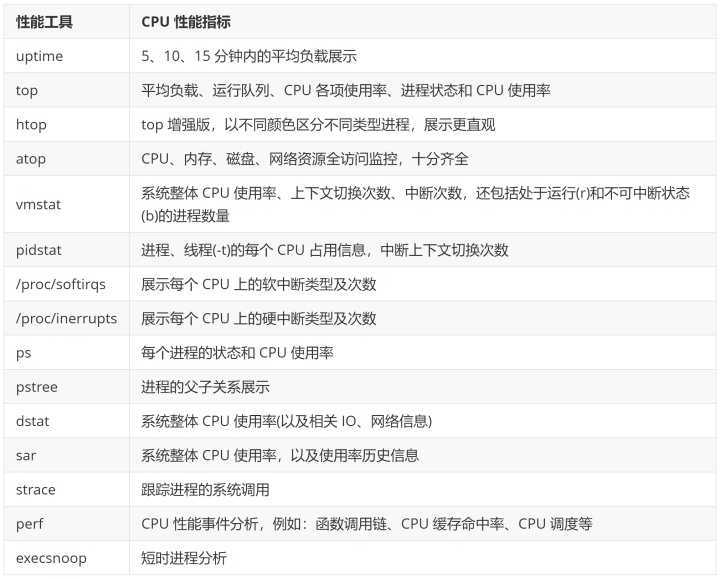 性能工具 CPU 性能指标
uptime 5、10、15 分钟内的平均负载展示
top 平均负载、运行队列、CPU 各项使用率、进程状态和 CPU 使用率
htop top 增强版，以不同颜色区分不同类型进程，展示更直观
atop CPU、内存、磁盘、网络资源全访问监控，十分齐全
vmstat 系统整体 CPU 使用率、上下文切换次数、中断次数，还包括处于运行(r)和不可中断状态
(b)的进程数量
pidstat 进程、线程(-t)的每个 CPU 占用信息，中断上下文切换次数
/proc/softirqs 展示每个 CPU 上的软中断类型及次数
/proc/inerrupts 展示每个 CPU 上的硬中断类型及次数
ps 每个进程的状态和 CPU 使用率
pstree 进程的父子关系展示
dstat 系统整体 CPU 使用率(以及相关 IO、网络信息)
sar 系统整体 CPU 使用率，以及使用率历史信息
strace 跟踪进程的系统调用
perf CPU 性能事件分析，例如：函数调用链、CPU 缓存命中率、CPU 调度等
execsnoop 短时进程分析